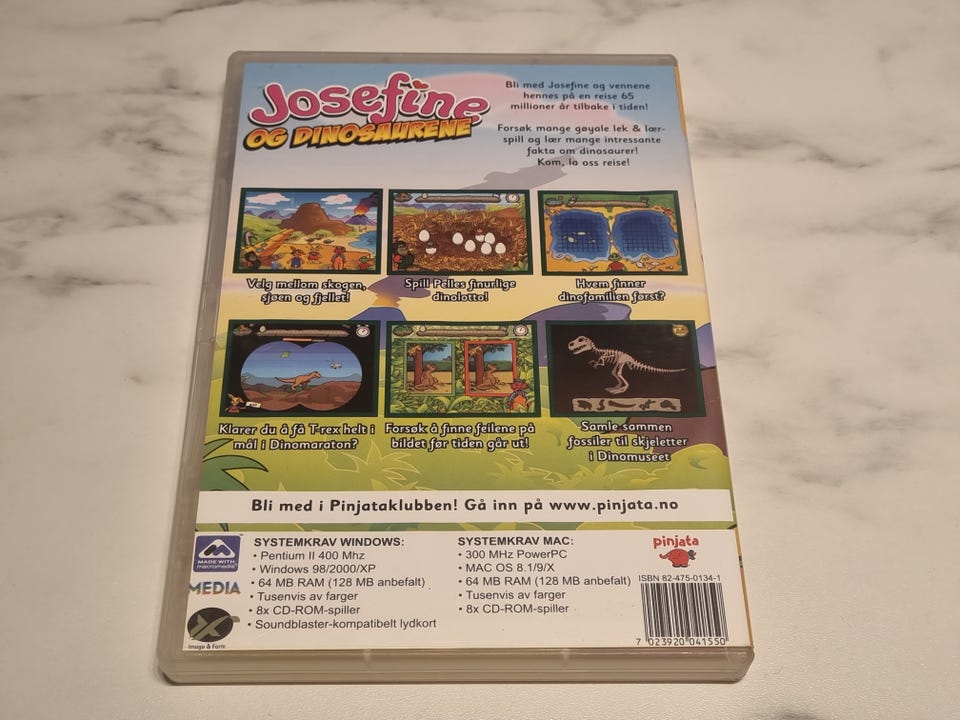 Josefine
OG DINOSAURENE
Bli med Josefine og vennene
hennes på en reise 65
millioner år tilbake i tiden!
Forsøk mange gøyale lek & lær-
spill og lær mange intressante
fakta om dinosaurer!
Kom, la oss reise!
Velg mellom skogen,
sjøen og fjellet!
Spill Pelles finurlige
dinolotto!
Hvem finner
dinofamilien først?
Klarer du å få T-rex helt i
mål i Dinomaraton?
Forsøk å finne feilene på
bildet før tiden går ut!
Samle sammen
fossiler til skjeletter
i Dinomuseet
Bli med i Pinjataklubben! Gå inn på www.pinjata.no
MADE WITH
macromedia
MEDIA
Image & Form
SYSTEMKRAV WINDOWS:
• Pentium II 400 Mhz
• Windows 98/2000/XP
• 64 MB RAM (128 MB anbefalt)
• Tusenvis av farger
• 8x CD-ROM-spiller
• Soundblaster-kompatibelt lydkort
SYSTEMKRAV MAC:
• 300 MHz PowerPC
• MAC OS 8.1/9/X
• 64 MB RAM (128 MB anbefalt)
• Tusenvis av farger
• 8x CD-ROM-spiller
pinjata
ISBN 82-475-0134-1
7 023920 041550